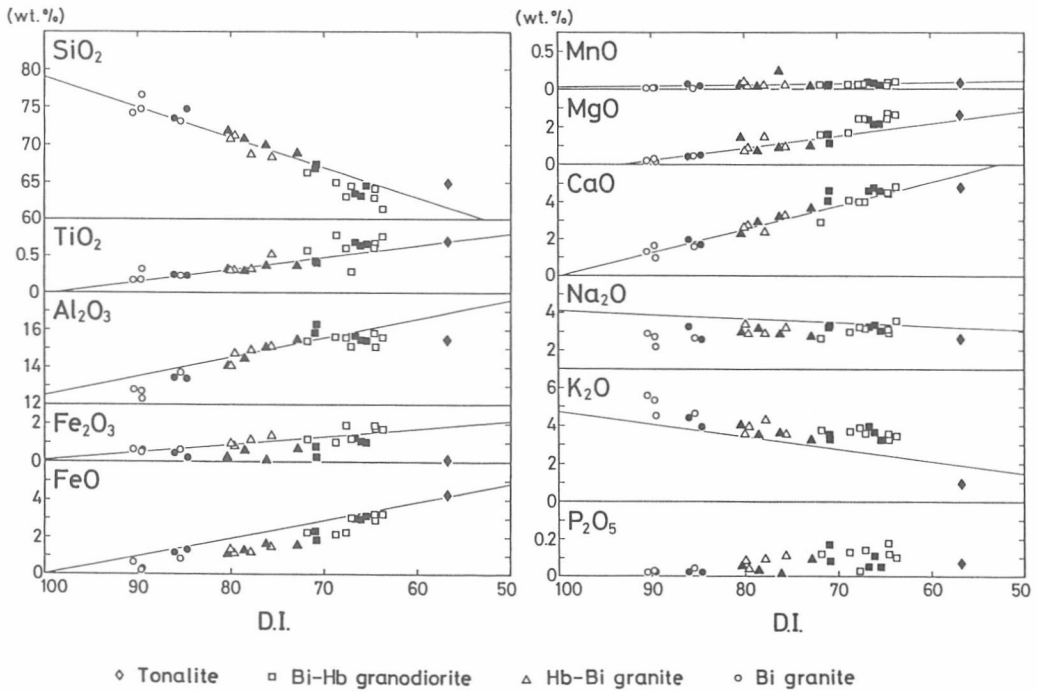 (wt.%)
SiO2
85
80
75
70
65
60
TiO2
0.5
0
Al2O3
16
14
12
Fe2O3
2
0
FeO
4
2
0
100 90 80 70 60 50
D.I.
(wt.%)
MnO
0.5
0
MgO
2
0
CaO
4
2
0
Na2O
4
2
0
K2O
6
4
2
0
P2O5
0.2
0
100 90 80 70 60 50
D.I.
◊ Tonalite □ Bi-Hb granodiorite △ Hb-Bi granite ○ Bi granite